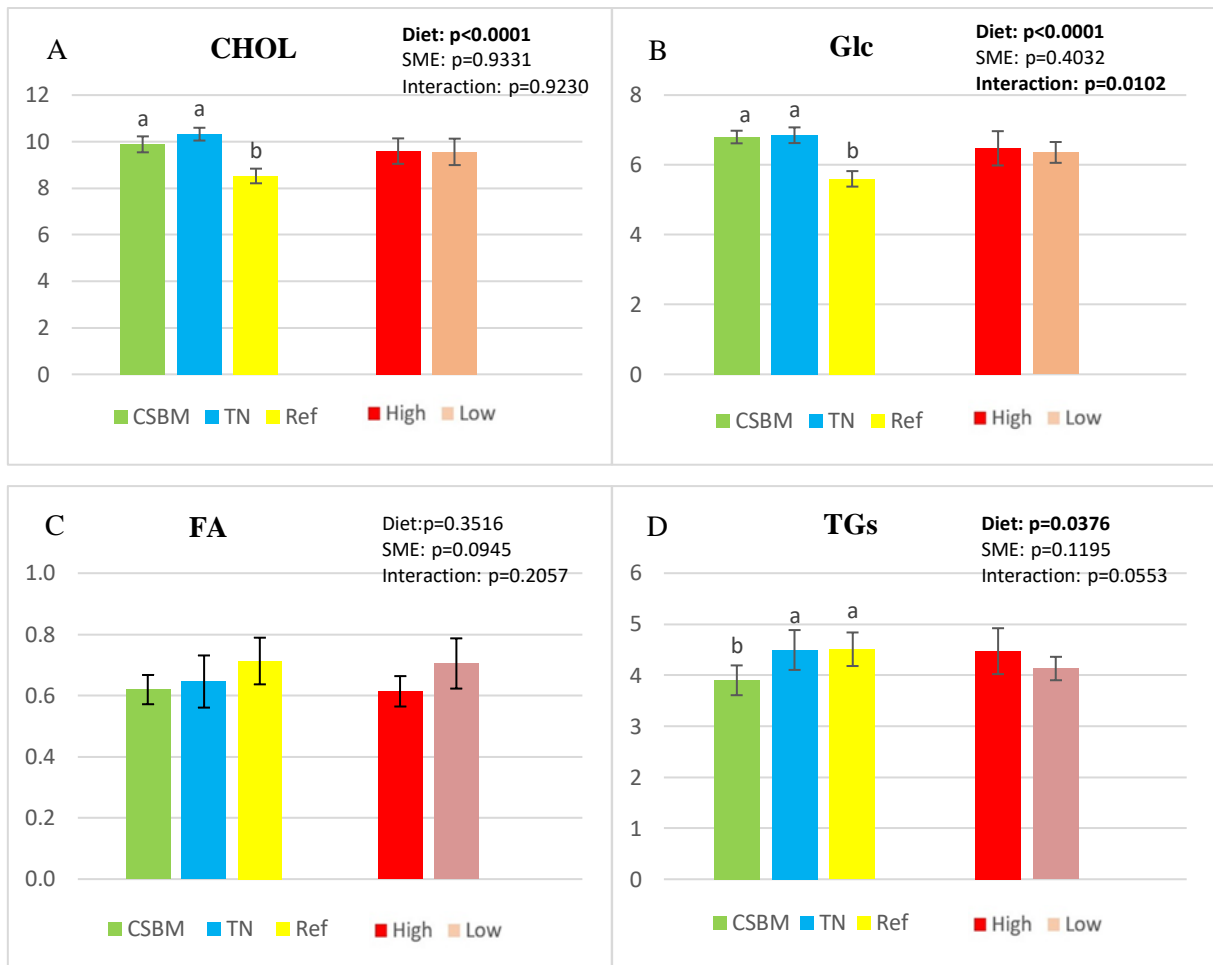 A
CHOL
Diet: p<0.0001
SME: p=0.9331
Interaction: p=0.9230
12
10
8
6
4
2
0
a
a
b
CSBM TN Ref High Low
B
Glc
Diet: p<0.0001
SME: p=0.4032
Interaction: p=0.0102
8
6
4
2
0
a
a
b
CSBM TN Ref High Low
C
FA
Diet:p=0.3516
SME: p=0.0945
Interaction: p=0.2057
1.0
0.8
0.6
0.4
0.2
0.0
CSBM TN Ref High Low
D
TGs
Diet: p=0.0376
SME: p=0.1195
Interaction: p=0.0553
6
5
4
3
2
1
0
b
a
a
CSBM TN Ref High Low